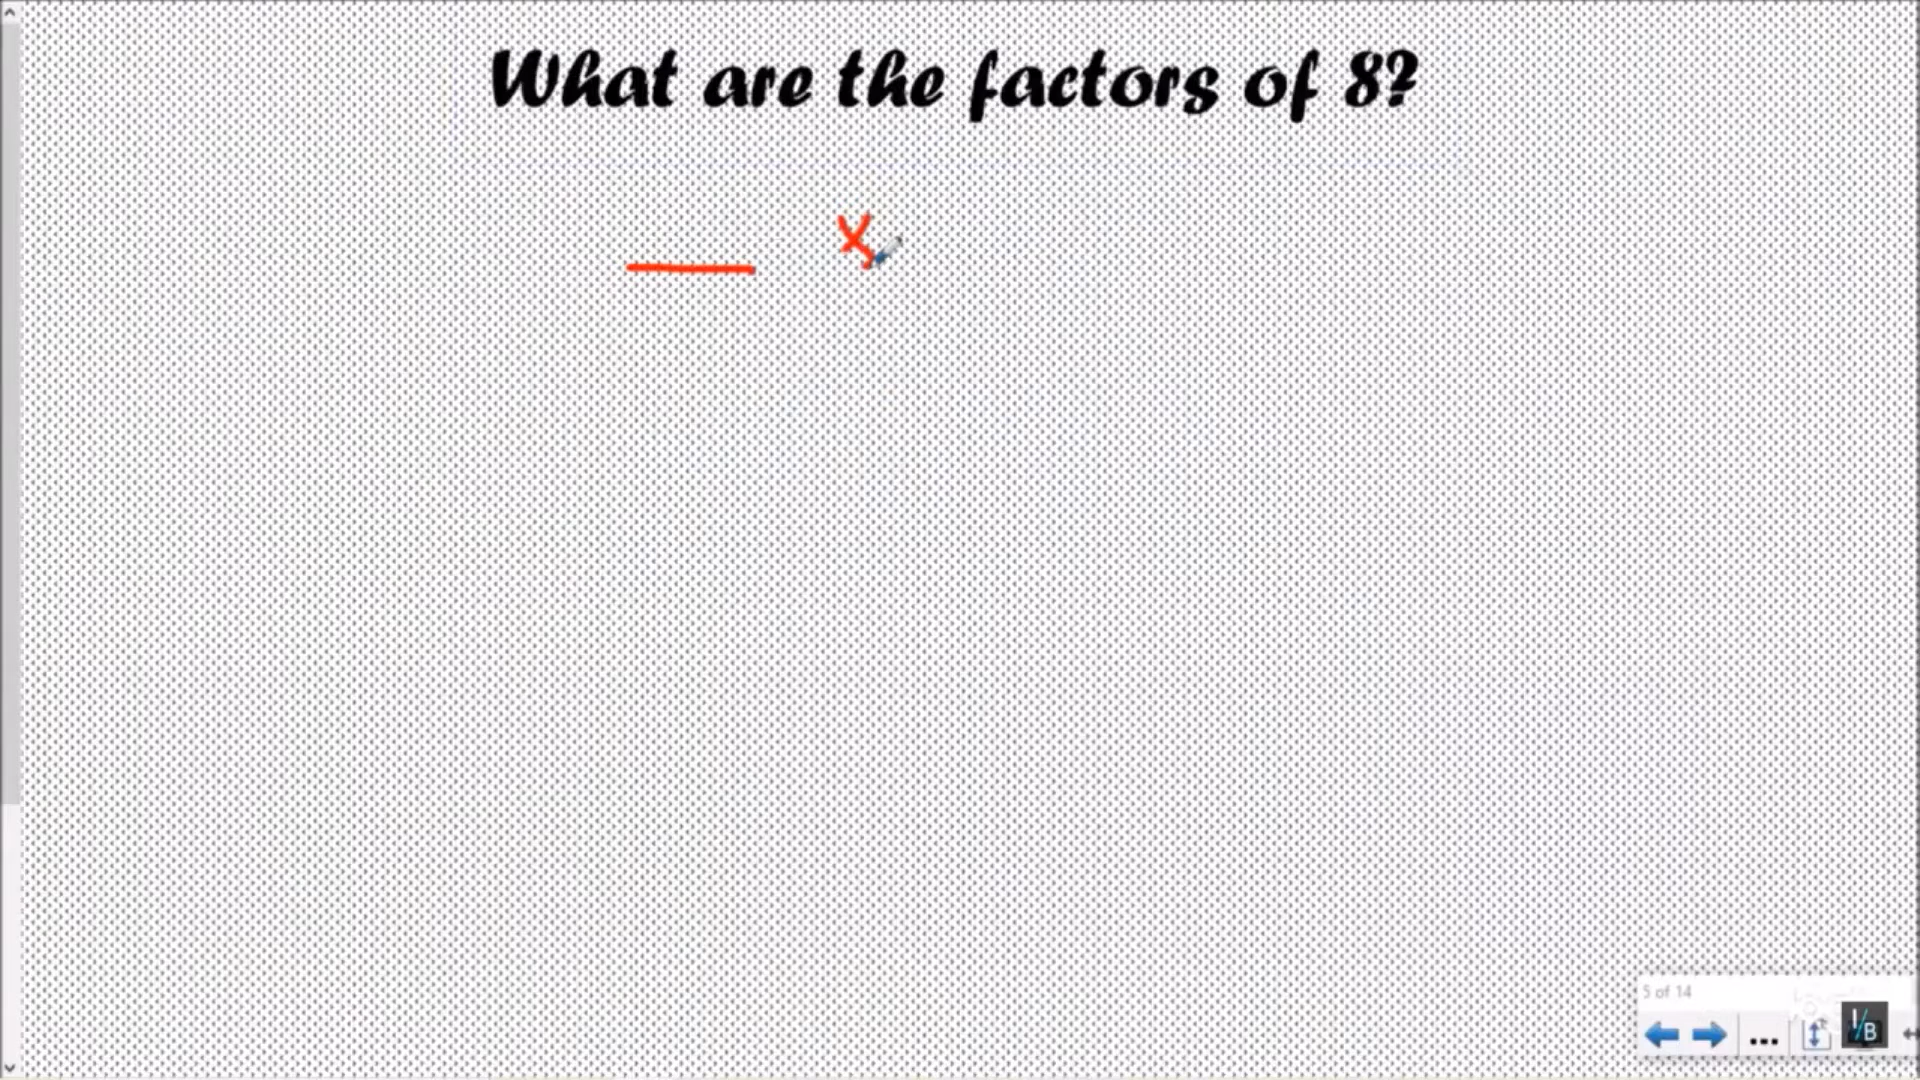 What are the factors of 8?
___ x
5 of 14
I/B